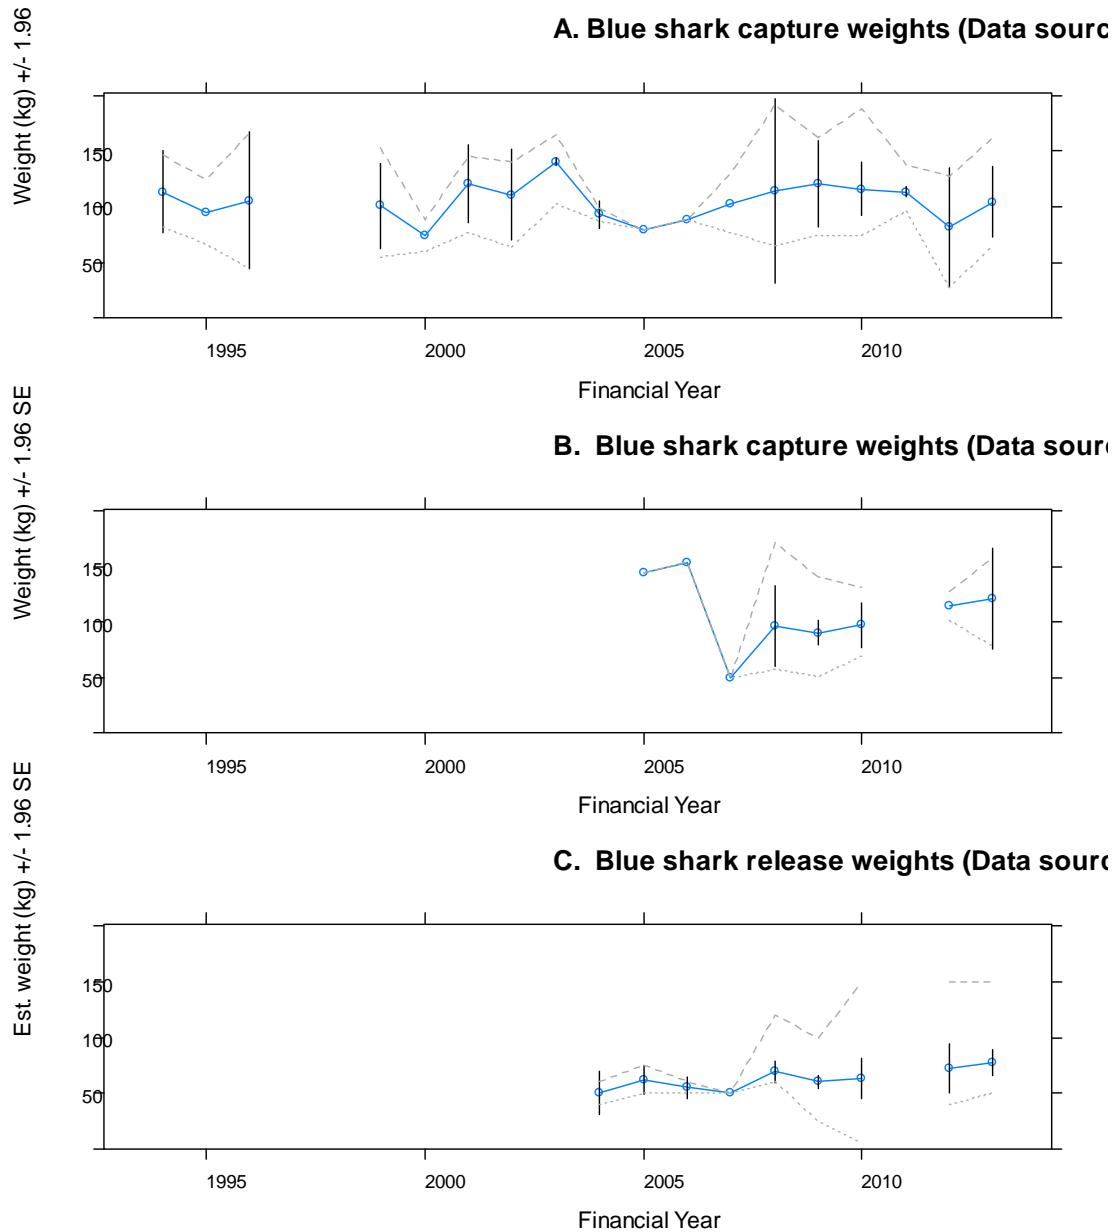 A. Blue shark capture weights (Data sourc
Weight (kg) +/- 1.96
150
100
50
1995 2000 2005 2010
Financial Year
B. Blue shark capture weights (Data sour
Weight (kg) +/- 1.96 SE
150
100
50
1995 2000 2005 2010
Financial Year
C. Blue shark release weights (Data sourc
Est. weight (kg) +/- 1.96 SE
150
100
50
1995 2000 2005 2010
Financial Year